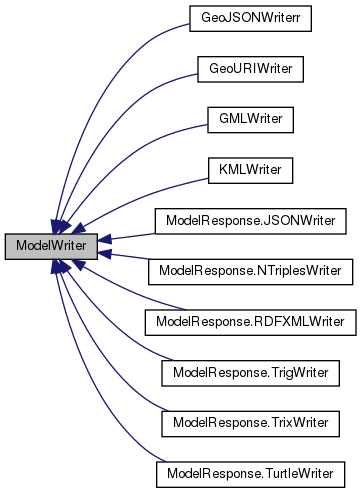 GeoJSONWriterr
GeoURIWriter
GMLWriter
KMLWriter
ModelResponse.JSONWriter
ModelWriter
ModelResponse.NTriplesWriter
ModelResponse.RDFXMLWriter
ModelResponse.TrigWriter
ModelResponse.TrixWriter
ModelResponse.TurtleWriter